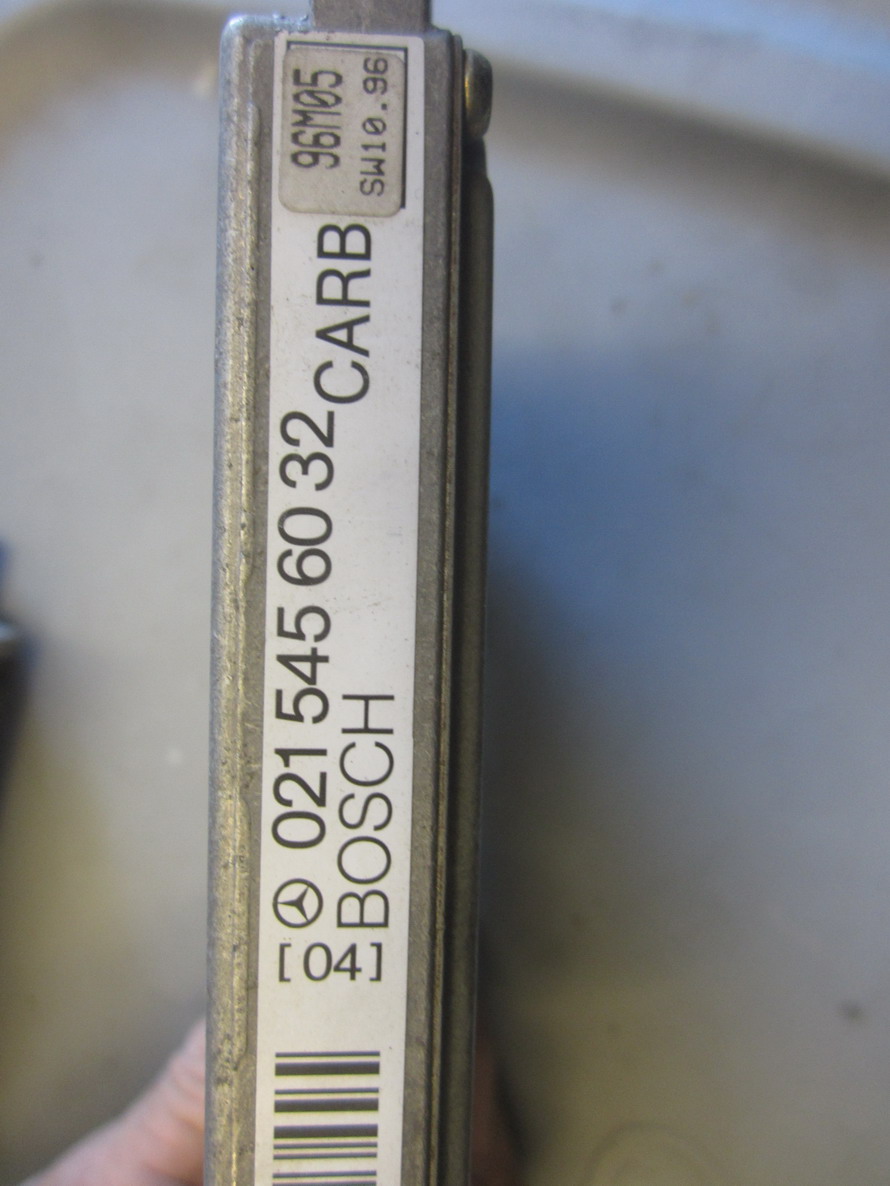 96M05
SW10.96
021 545 60 32 CARB
BOSCH
[04]